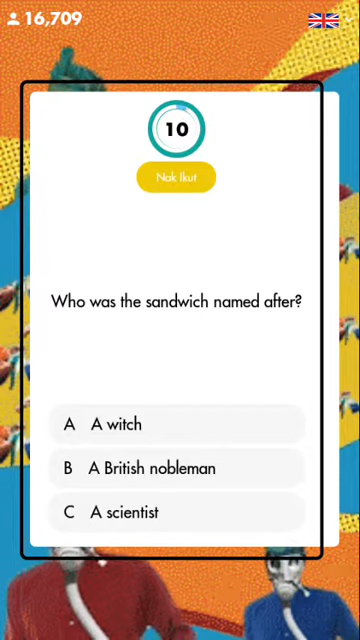 16,709
10
Nak Ikut
Who was the sandwich named after?
A A witch
B A British nobleman
C A scientist